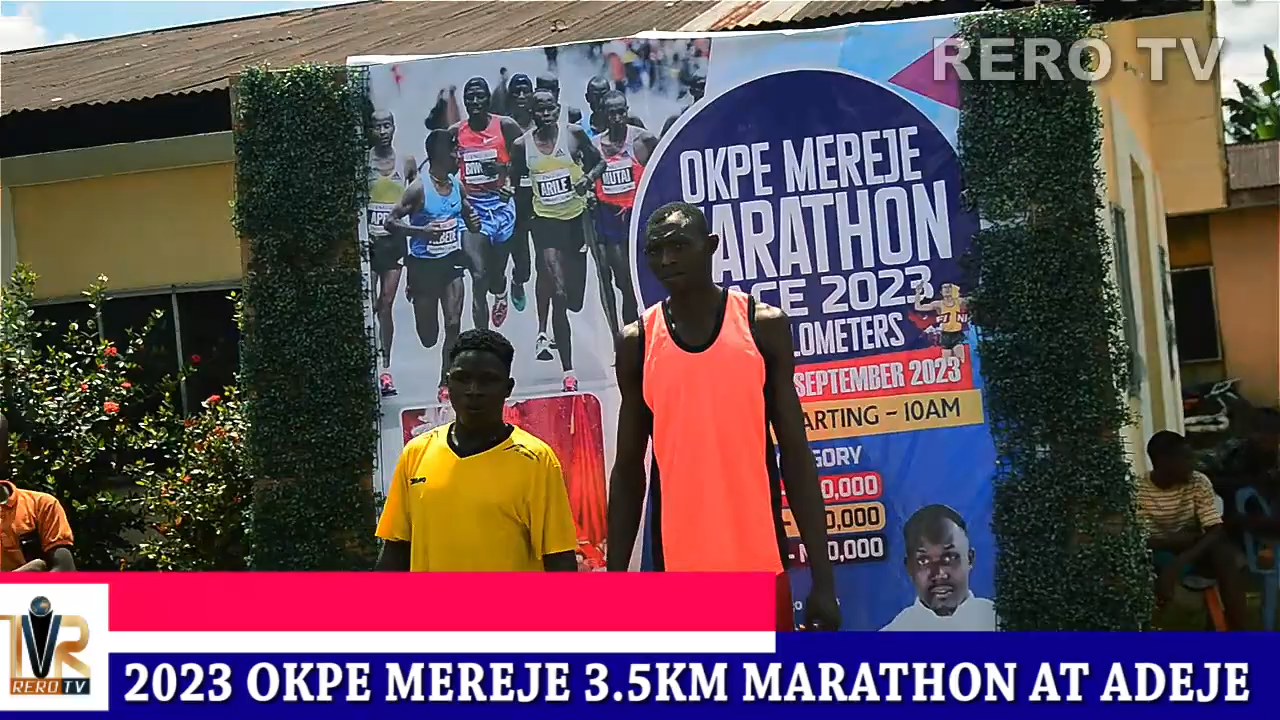 RERO TV
OKPE MEREJE
ARATHON
ACE 2023
LOMETERS
SEPTEMBER 2023
ARTING - 10AM
GORY
0,000
0,000
0,000
BIW
ARILE
MUTAI
RERO TV
2023 OKPE MEREJE 3.5KM MARATHON AT ADEJE